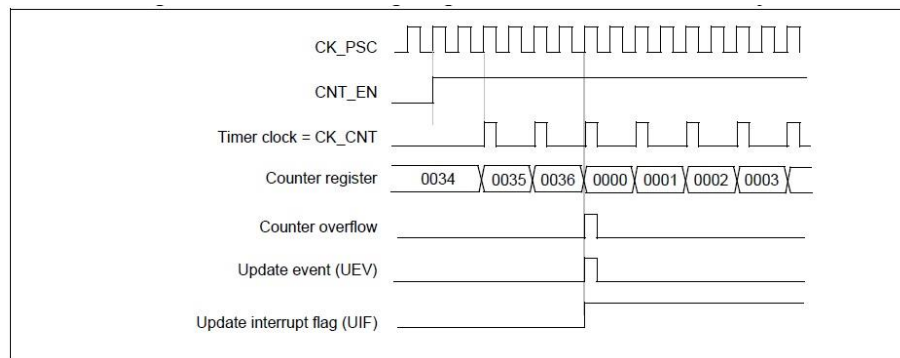 CK_PSC
CNT_EN
Timer clock = CK_CNT
Counter register 0034 0035 0036 0000 0001 0002 0003
Counter overflow
Update event (UEV)
Update interrupt flag (UIF)